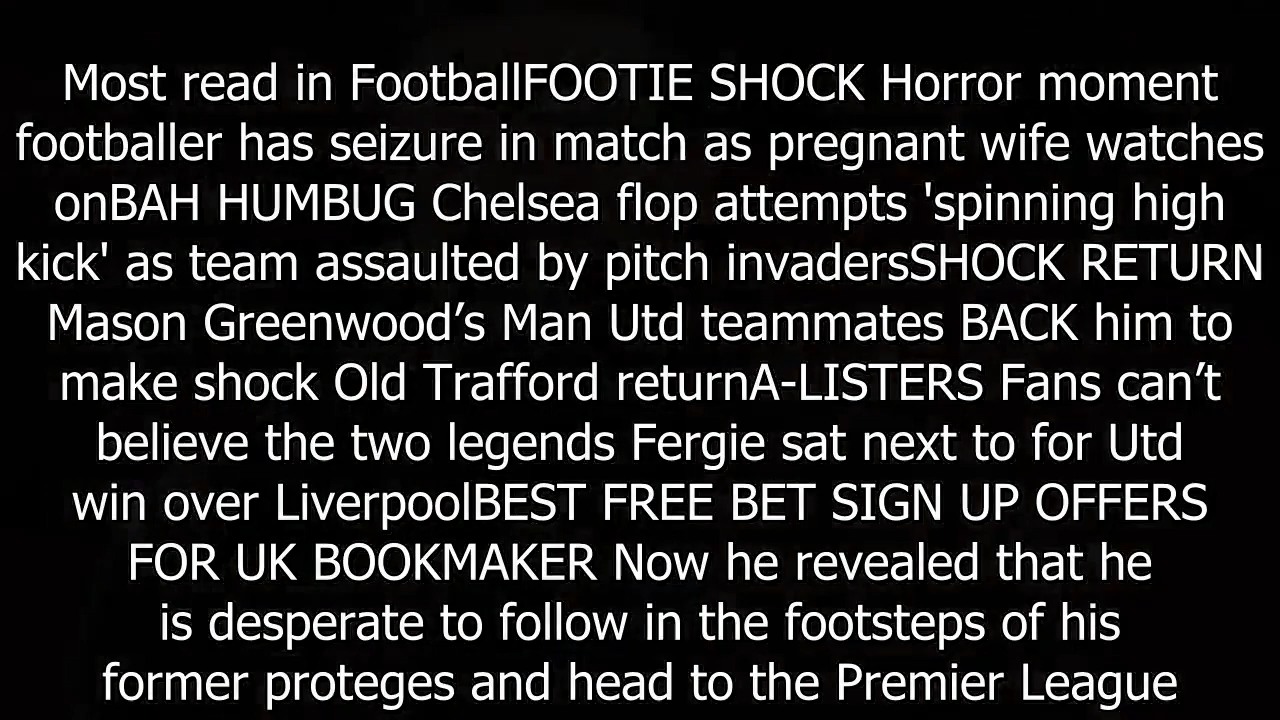 Most read in FootballFOOTIE SHOCK Horror moment
footballer has seizure in match as pregnant wife watches
onBAH HUMBUG Chelsea flop attempts 'spinning high
kick' as team assaulted by pitch invadersSHOCK RETURN
Mason Greenwood’s Man Utd teammates BACK him to
make shock Old Trafford returnA-LISTERS Fans can’t
believe the two legends Fergie sat next to for Utd
win over LiverpoolBEST FREE BET SIGN UP OFFERS
FOR UK BOOKMAKER Now he revealed that he
is desperate to follow in the footsteps of his
former proteges and head to the Premier League